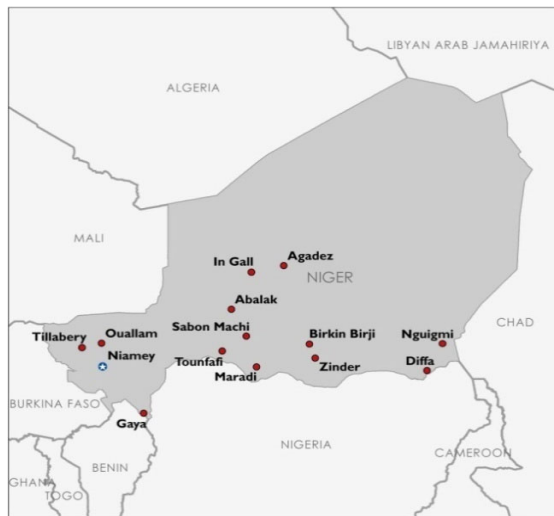 LIBYAN ARAB JAMAHIRIYA
ALGERIA
MALI
In Gall
Agadez
NIGER
Abalak
CHAD
Sabon Machi
Birkin Birji
Nguigmi
Tillabery
Ouallam
Niamey
Tounfafi
Maradi
Zinder
Diffa
BURKINA FASO
Gaya
NIGERIA
CAMEROON
BENIN
GHANA
TOGO